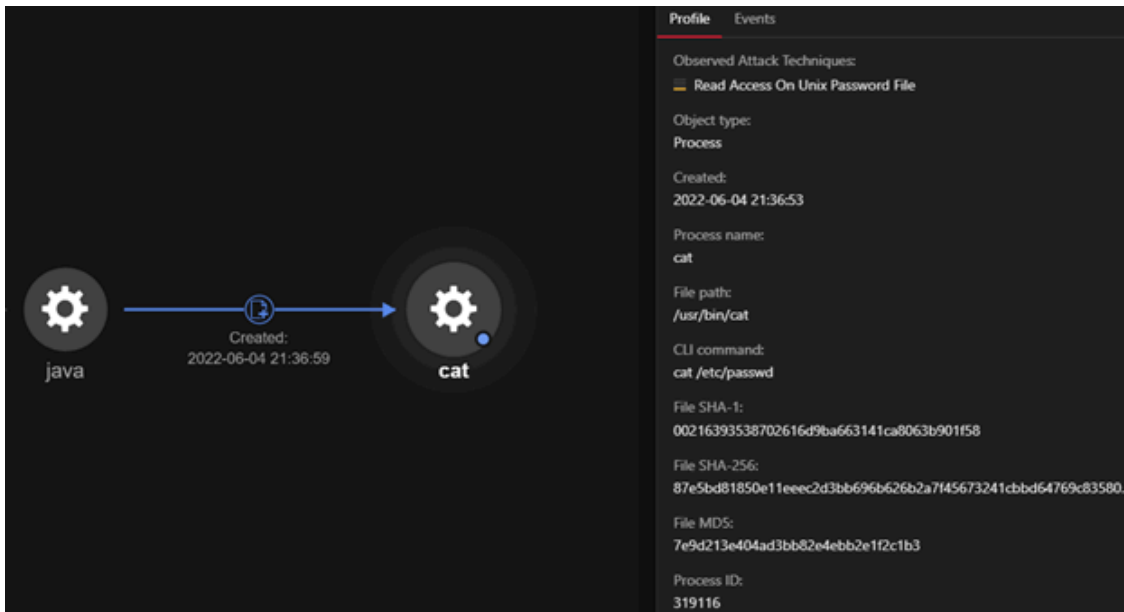 Created:
2022-06-04 21:36:59
java
cat
Profile Events
Observed Attack Techniques:
Read Access On Unix Password File
Object type:
Process
Created:
2022-06-04 21:36:53
Process name:
cat
File path:
/usr/bin/cat
CLI command:
cat /etc/passwd
File SHA-1:
00216393538702616d9ba663141ca8063b901f58
File SHA-256:
87e5bd81850e11eeec2d3bb696b626b2a7f45673241cbbd64769c83580.
File MD5:
7e9d213e404ad3bb82e4ebb2e1f2c1b3
Process ID:
319116